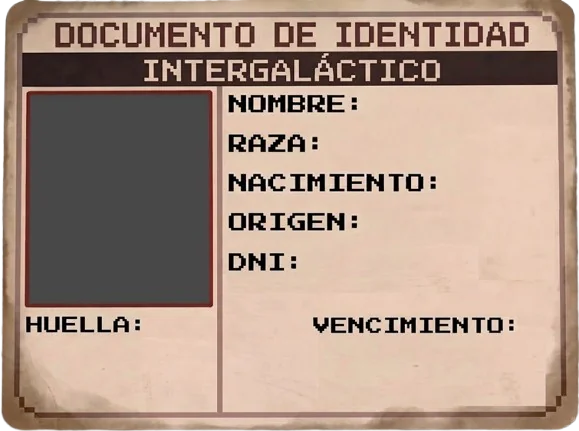 DOCUMENTO DE IDENTIDAD
INTERGALÁCTICO
NOMBRE:
RAZA:
NACIMIENTO:
ORIGEN:
DNI:
HUELLA:
VENCIMIENTO: